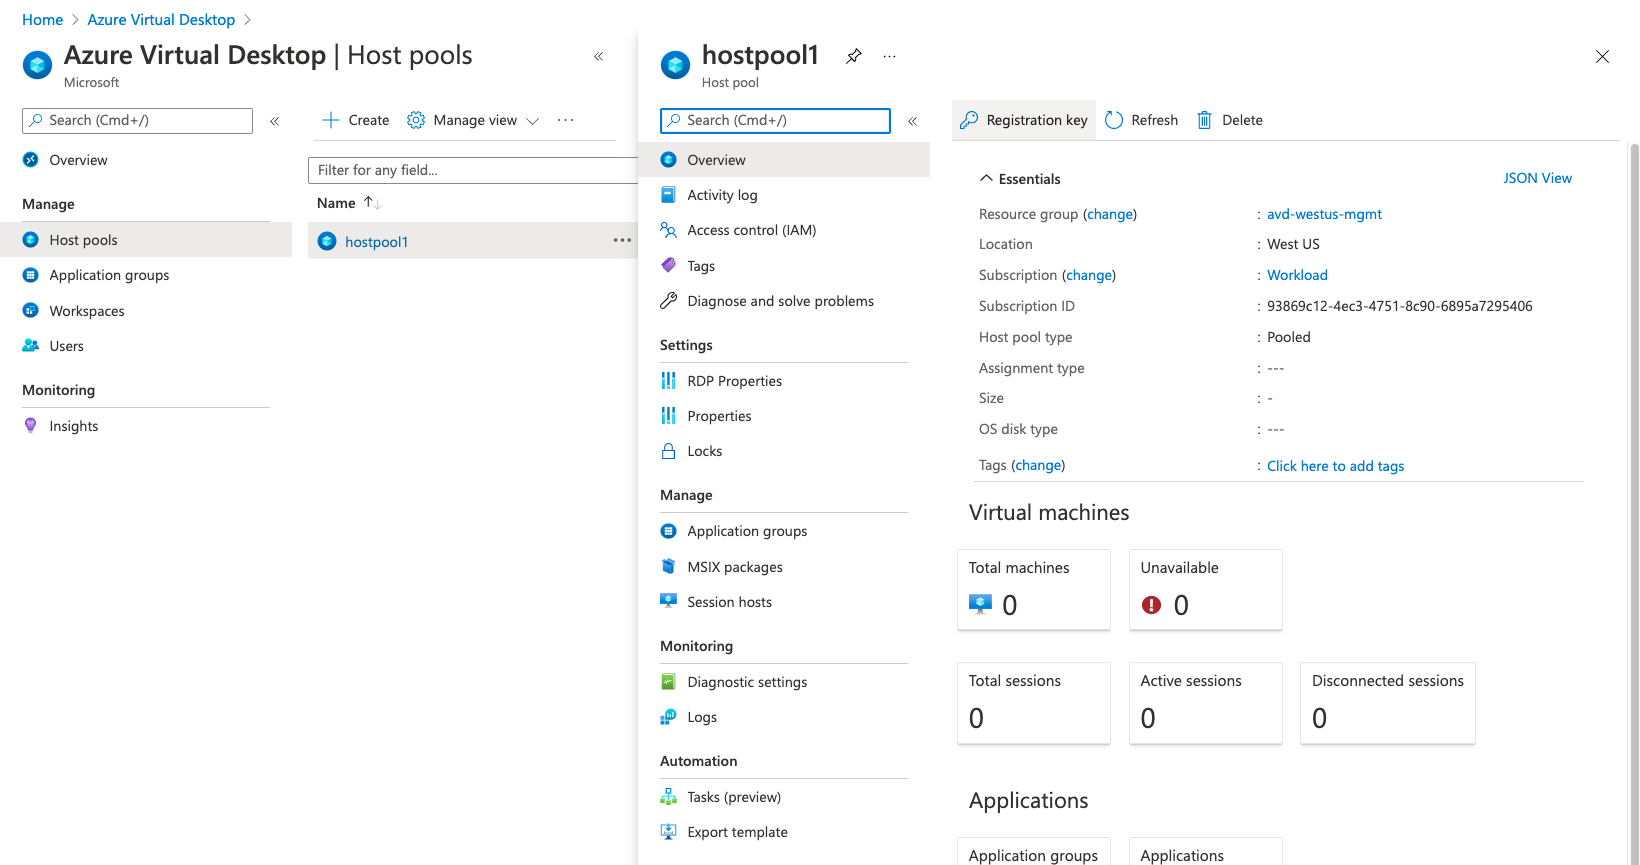 Home > Azure Virtual Desktop >
Azure Virtual Desktop | Host pools
Microsoft
Search (Cmd+/)
Overview
Manage
Host pools
Application groups
Workspaces
Users
Monitoring
Insights
Create Manage view ...
Filter for any field...
Name
hostpool1
hostpool1
Host pool
Search (Cmd+/)
Overview
Activity log
Access control (IAM)
Tags
Diagnose and solve problems
Settings
RDP Properties
Properties
Locks
Manage
Application groups
MSIX packages
Session hosts
Monitoring
Diagnostic settings
Logs
Automation
Tasks (preview)
Export template
Registration key Refresh Delete
Essentials
JSON View
Resource group (change) : avd-westus-mgmt
Location : West US
Subscription (change) : Workload
Subscription ID : 93869c12-4ec3-4751-8c90-6895a7295406
Host pool type : Pooled
Assignment type : ---
Size : -
OS disk type : ---
Tags (change) : Click here to add tags
Virtual machines
Total machines
0
Unavailable
0
Total sessions
0
Active sessions
0
Disconnected sessions
0
Applications
Application groups
Applications